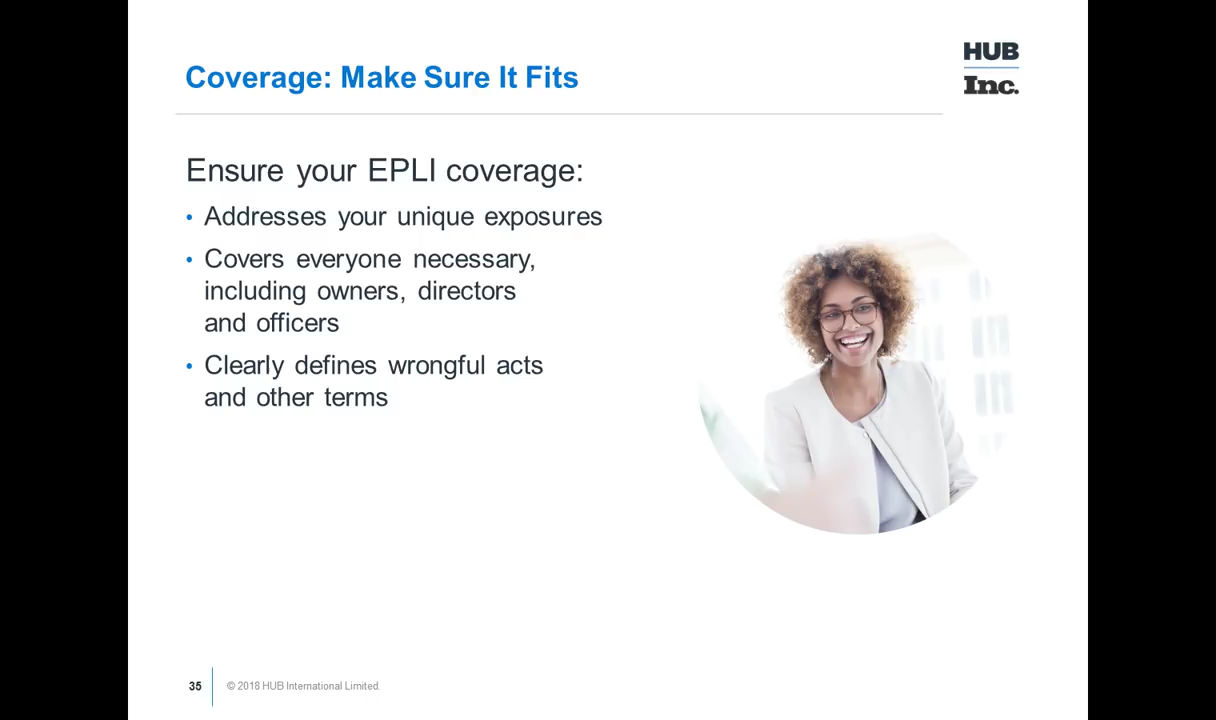 Coverage: Make Sure It Fits
HUB
Inc.
Ensure your EPLI coverage:
• Addresses your unique exposures
• Covers everyone necessary,
including owners, directors
and officers
• Clearly defines wrongful acts
and other terms
35
© 2018 HUB International Limited.